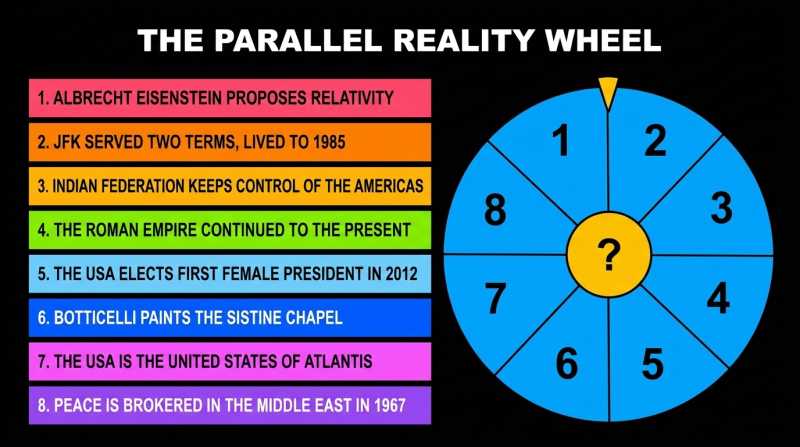 THE PARALLEL REALITY WHEEL
1. ALBRECHT EISENSTEIN PROPOSES RELATIVITY
2. JFK SERVED TWO TERMS, LIVED TO 1985
3. INDIAN FEDERATION KEEPS CONTROL OF THE AMERICAS
4. THE ROMAN EMPIRE CONTINUED TO THE PRESENT
5. THE USA ELECTS FIRST FEMALE PRESIDENT IN 2012
6. BOTTICELLI PAINTS THE SISTINE CHAPEL
7. THE USA IS THE UNITED STATES OF ATLANTIS
8. PEACE IS BROKERED IN THE MIDDLE EAST IN 1967
1
2
3
4
5
6
7
8
?